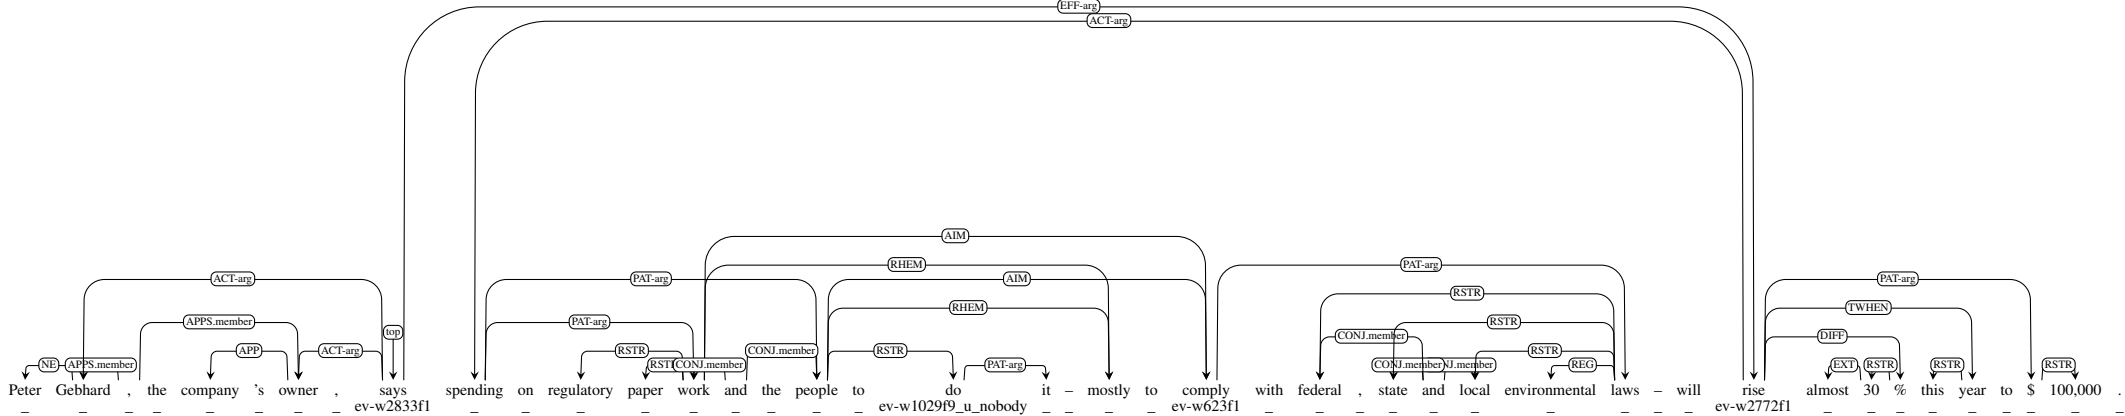 EFF-arg
ACT-arg
AIM
RHEM
ACT-arg PAT-arg AIM PAT-arg PAT-arg
RSTR
RHEM TWHEN
APPS.member PAT-arg RSTR
top CONJ.member DIFF
APP ACT-arg RSTR CONJ.member RSTR RSTR
NE APPS.member CONJ.member PAT-arg CONJ.member REG EXT RSTR RSTR RSTR
Peter Gebhard , the company 's owner , says spending on regulatory paper work and the people to do it – mostly to comply with federal , state and local environmental laws – will rise almost 30 % this year to $ 100,000
_ _ _ _ _ _ _ _ ev-w2833f1 _ _ _ _ _ _ _ _ _ ev-w1029f9_u_nobody _ _ _ _ ev-w623f1 _ _ _ _ _ _ _ _ _ _ ev-w2772f1 _ _ _ _ _ _ _ _